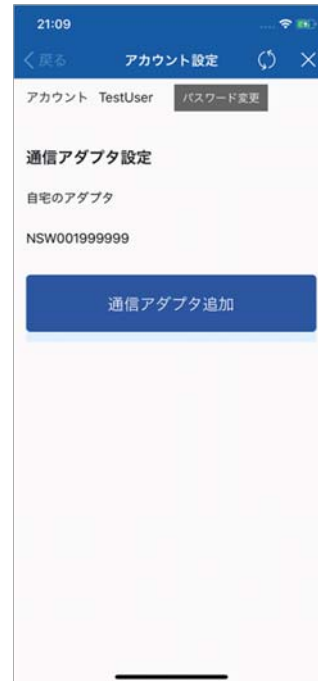 21:09
戻る アカウント設定
アカウント TestUser パスワード変更
通信アダプタ設定
自宅のアダプタ
NSW001999999
通信アダプタ追加